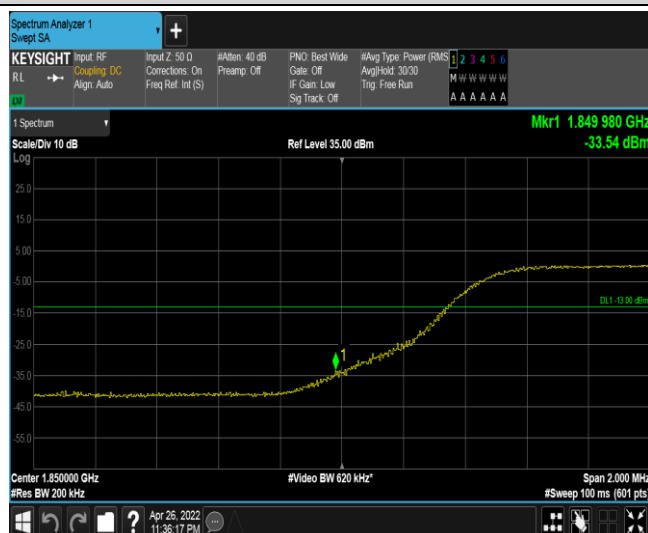 Spectrum Analyzer 1
Swept SA
+
KEYSIGHT Input: RF Input Z: 50 Ω #Atten: 40 dB PNO: Best Wide #Avg Type: Power (RMS 1 2 3 4 5 6
RL Coupling: DC Corrections: On Preamp: Off Gate: Off Avg|Hold: 30/30 M W W W W W
Align: Auto Freq Ref: Int (S) IF Gain: Low Trig: Free Run
Sig Track: Off A A A A A A
1 Spectrum Mkr1 1.849 980 GHz
Scale/Div 10 dB Ref Level 35.00 dBm -33.54 dBm
Log
25.0
15.0
5.00
-5.00
DL1 -13.00 dBm
-15.0
-25.0
1
-35.0
-45.0
-55.0
Center 1.850000 GHz #Video BW 620 kHz* Span 2.000 MHz
#Res BW 200 kHz #Sweep 100 ms (601 pts)
? Apr 26, 2022
11:36:17 PM